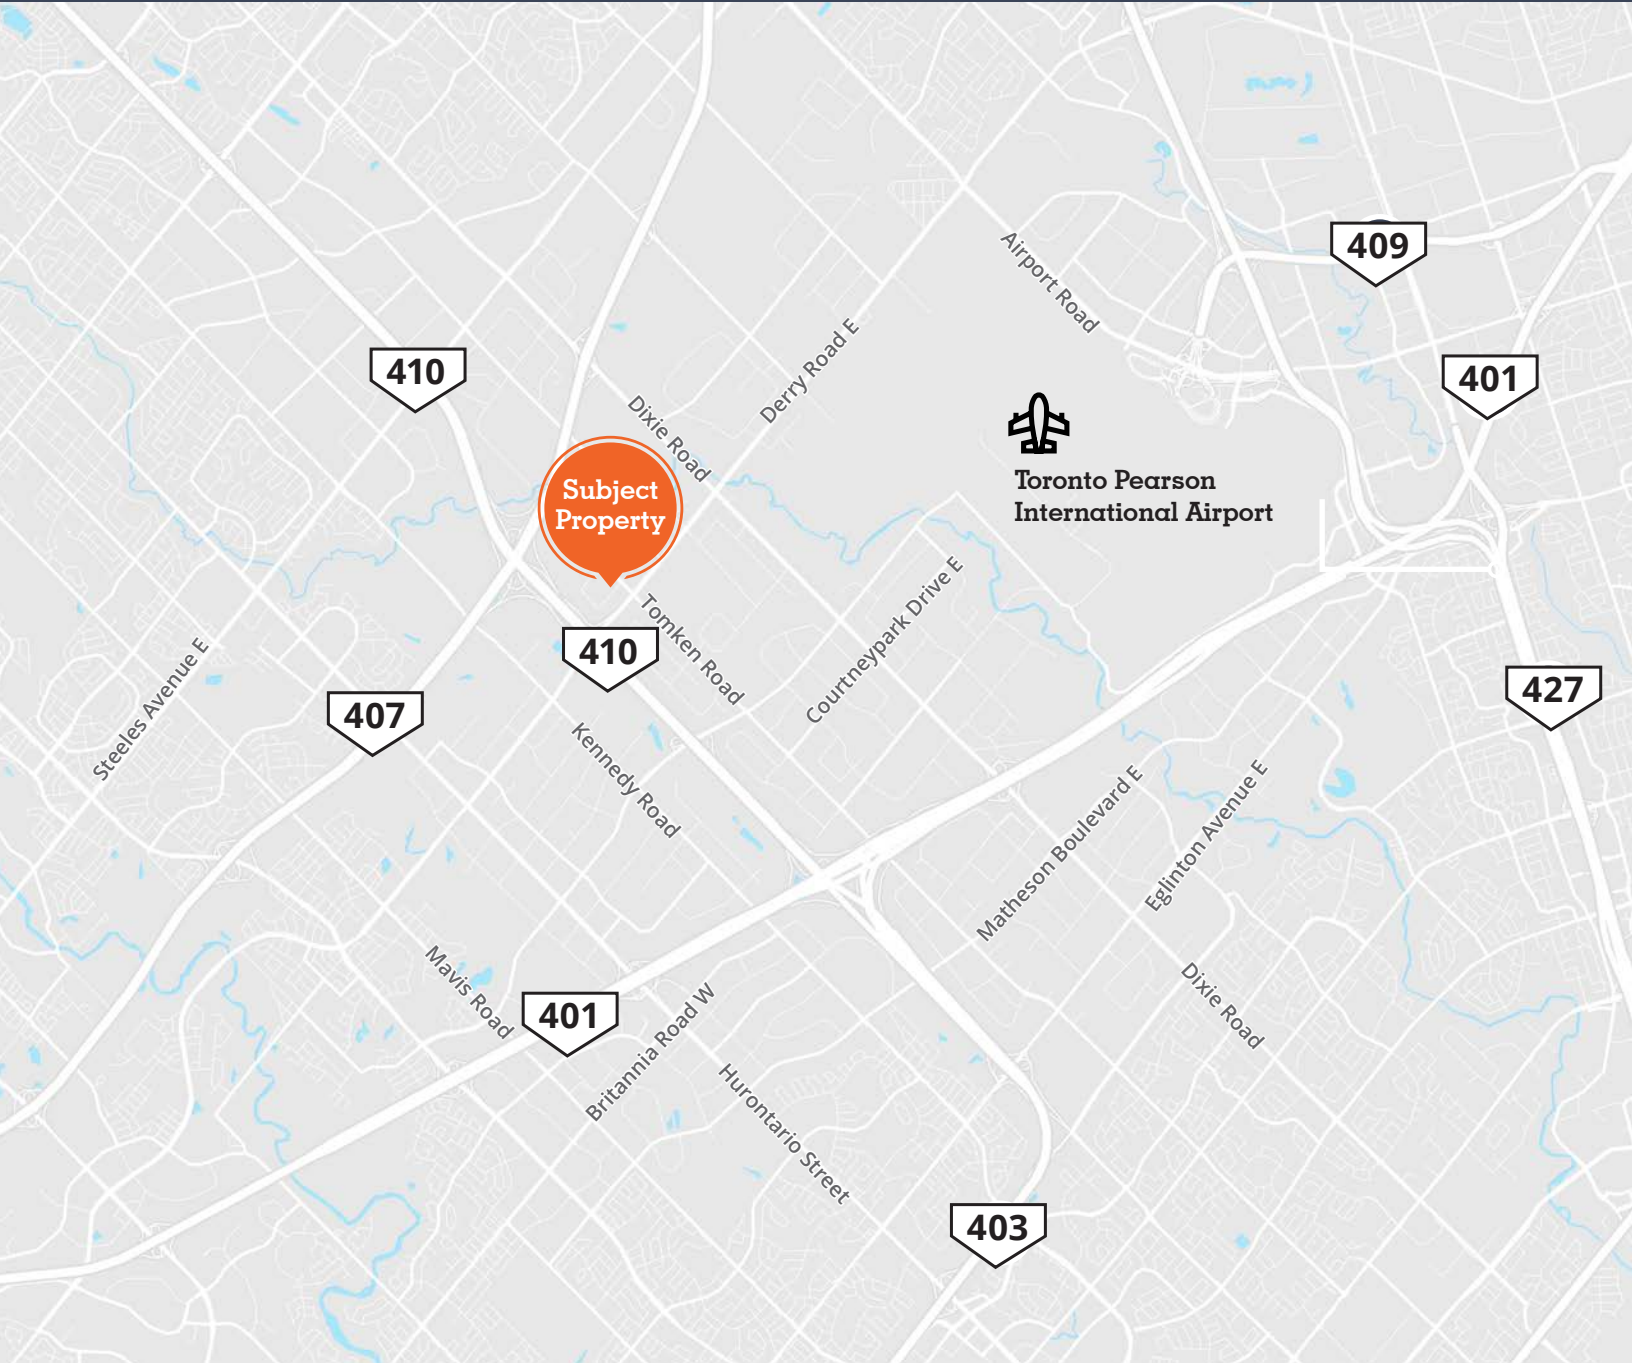 409
Airport Road
Derry Road E
410
401
Dixie Road
Toronto Pearson
International Airport
Subject
Property
Courtneypark Drive E
Tomken Road
410
Steeles Avenue E
407
427
Kennedy Road
Matheson Boulevard E
Eglinton Avenue E
Mavis Road
401
Britannia Road W
Dixie Road
Hurontario Street
403